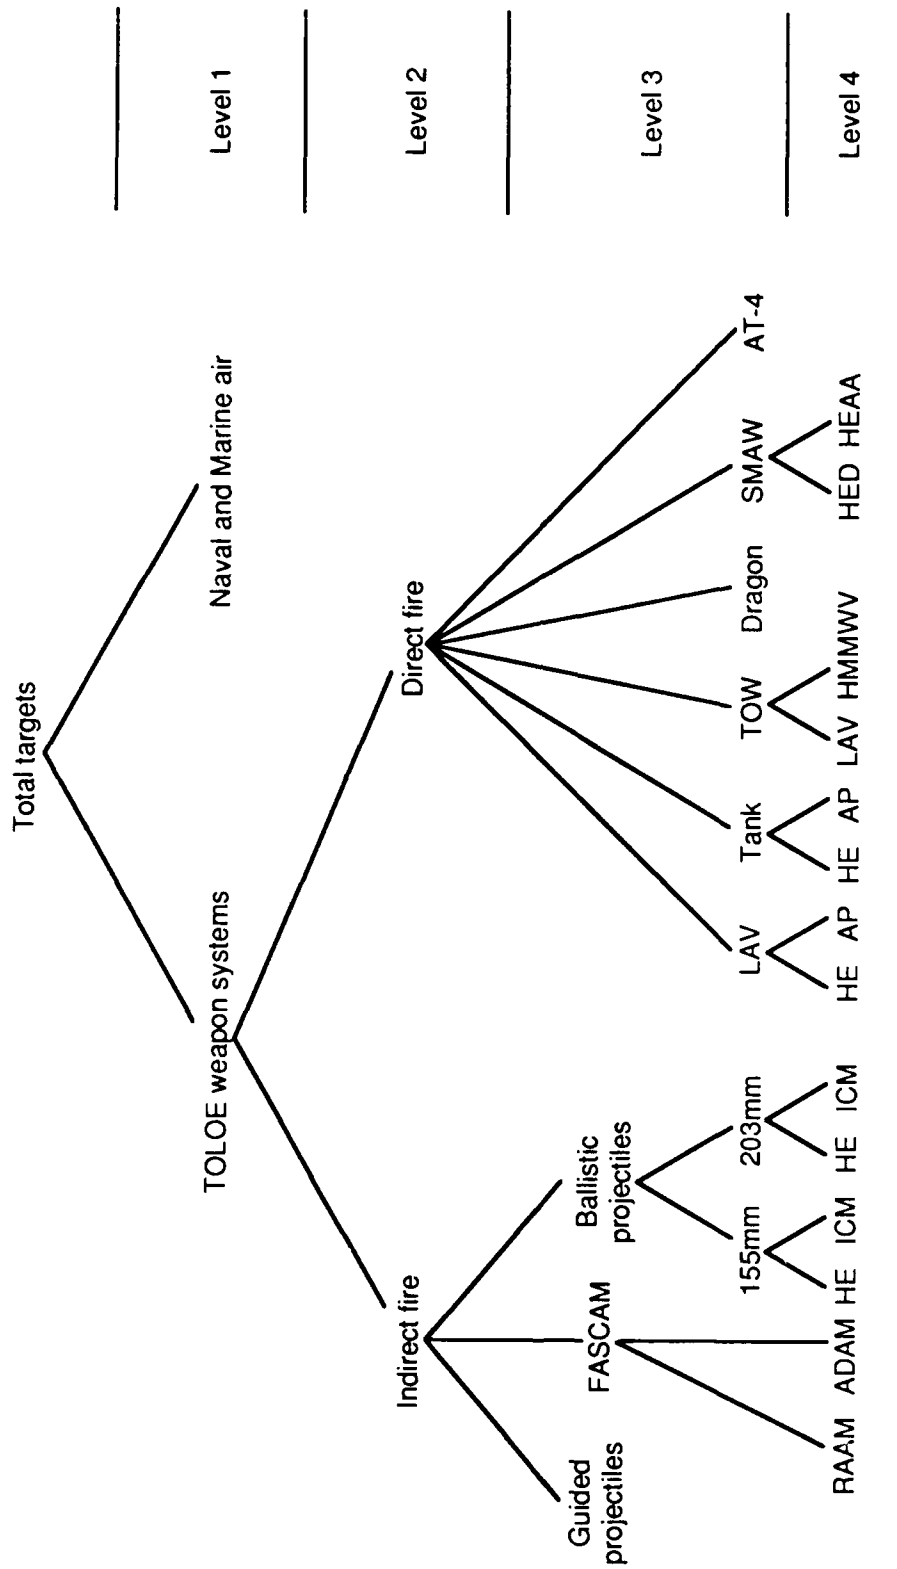 Total targets
Level 1
TOLOE weapon systems
Naval and Marine air
Level 2
Indirect fire
Direct fire
Level 3
Guided
projectiles
FASCAM
Ballistic
projectiles
155mm
203mm
LAV
Tank
TOW
Dragon
SMAW
AT-4
Level 4
RAAM
ADAM
HE
ICM
HE
ICM
HE
AP
HE
AP
LAV
HMMWV
HED
HEAA